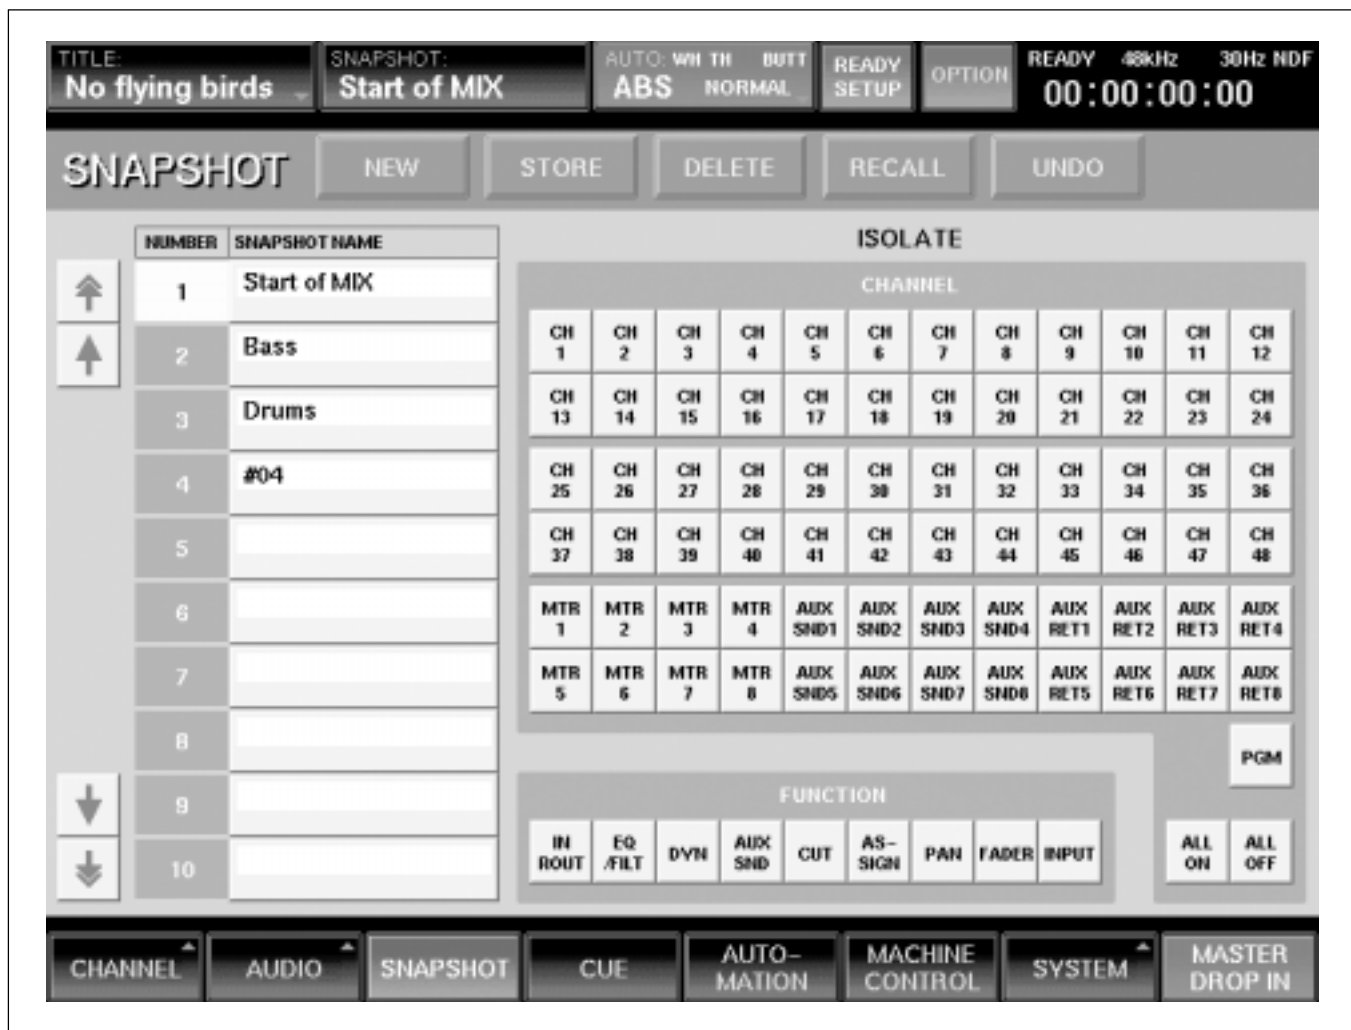 TITLE: SNAPSHOT: AUTO: WH TH BUTT READY 48kHz 30Hz NDF
No flying birds Start of MIX ABS NORMAL READY SETUP OPTION 00:00:00:00
SNAPSHOT NEW STORE DELETE RECALL UNDO
NUMBER SNAPSHOT NAME
1 Start of MIX
2 Bass
3 Drums
4 #04
5
6
7
8
9
10
ISOLATE
CHANNEL
CH 1 CH 2 CH 3 CH 4 CH 5 CH 6 CH 7 CH 8 CH 9 CH 10 CH 11 CH 12
CH 13 CH 14 CH 15 CH 16 CH 17 CH 18 CH 19 CH 20 CH 21 CH 22 CH 23 CH 24
CH 25 CH 26 CH 27 CH 28 CH 29 CH 30 CH 31 CH 32 CH 33 CH 34 CH 35 CH 36
CH 37 CH 38 CH 39 CH 40 CH 41 CH 42 CH 43 CH 44 CH 45 CH 46 CH 47 CH 48
MTR 1 MTR 2 MTR 3 MTR 4 AUX SND1 AUX SND2 AUX SND3 AUX SND4 AUX RET1 AUX RET2 AUX RET3 AUX RET4
MTR 5 MTR 6 MTR 7 MTR 8 AUX SND5 AUX SND6 AUX SND7 AUX SND8 AUX RET5 AUX RET6 AUX RET7 AUX RET8
PGM
FUNCTION
IN ROUT EQ /FILT DYN AUX SND CUT AS- SIGN PAN FADER INPUT ALL ON ALL OFF
CHANNEL AUDIO SNAPSHOT CUE AUTO- MATION MACHINE CONTROL SYSTEM MASTER DROP IN